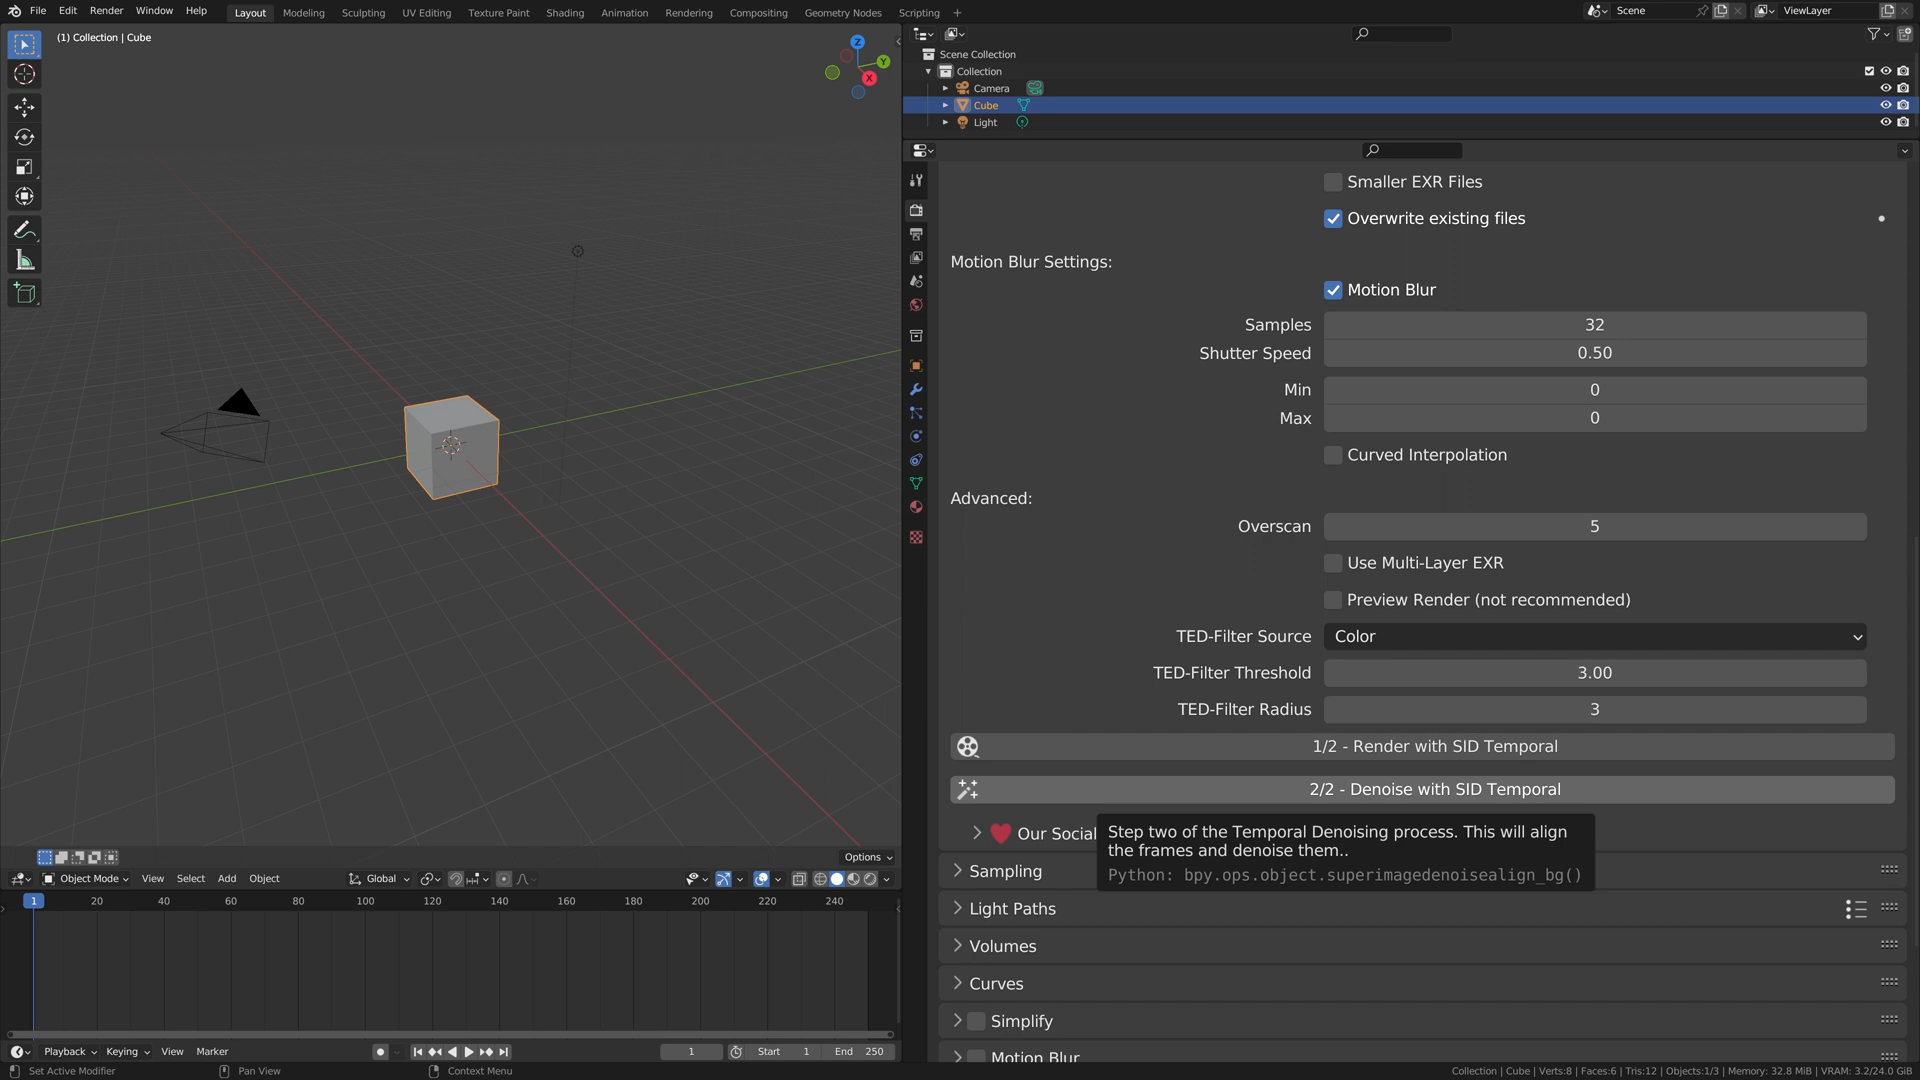 File Edit Render Window Help
Layout Modeling Sculpting UV Editing Texture Paint Shading Animation Rendering Compositing Geometry Nodes Scripting +
Scene
ViewLayer
(1) Collection | Cube
Z
Y
X
Scene Collection
Collection
Camera
Cube
Light
Smaller EXR Files
Overwrite existing files
Motion Blur Settings:
Motion Blur
Samples 32
Shutter Speed 0.50
Min 0
Max 0
Curved Interpolation
Advanced:
Overscan 5
Use Multi-Layer EXR
Preview Render (not recommended)
TED-Filter Source Color
TED-Filter Threshold 3.00
TED-Filter Radius 3
1/2 - Render with SID Temporal
2/2 - Denoise with SID Temporal
Our Social
Step two of the Temporal Denoising process. This will align
the frames and denoise them..
Python: bpy.ops.object.superimagedenoisealign_bg()
Sampling
Light Paths
Volumes
Curves
Simplify
Motion Blur
Options
Object Mode View Select Add Object Global
1 20 40 60 80 100 120 140 160 180 200 220 240
Playback Keying View Marker 1 Start 1 End 250
Set Active Modifier Pan View Context Menu
Collection | Cube | Verts:8 | Faces:6 | Tris:12 | Objects:1/3 | Memory: 32.8 MiB | VRAM: 3.2/24.0 GiB